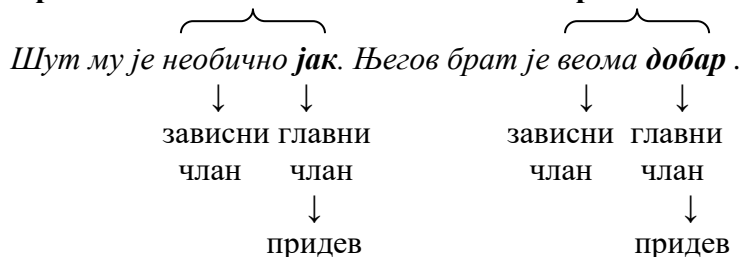 Шут му је необично јак. Његов брат је веома добар .
↓ ↓ ↓ ↓
зависни главни зависни главни
члан члан члан члан
↓ ↓
придев придев